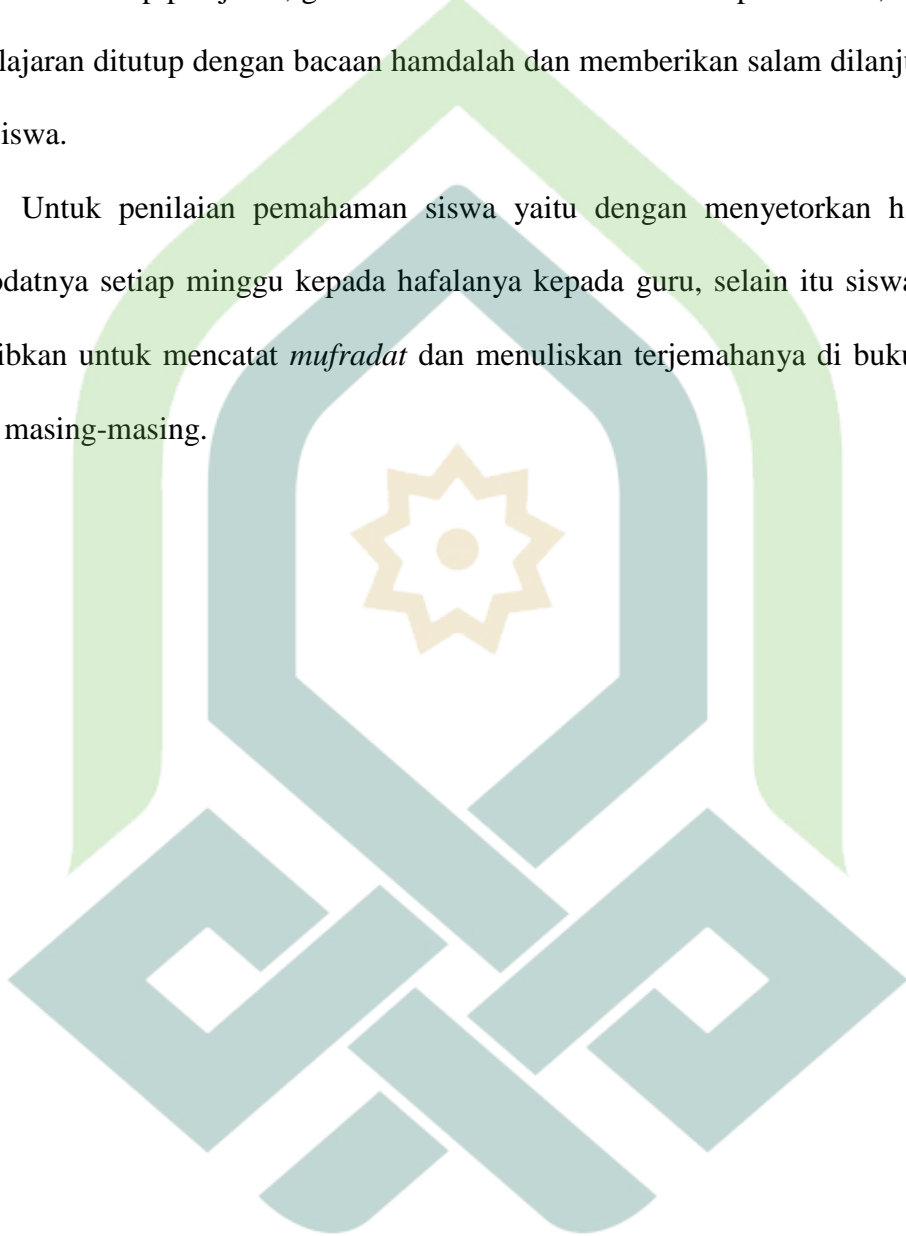 lajaran ditutup dengan bacaan hamdalah dan memberikan salam dilanju
iswa.
Untuk penilaian pemahaman siswa yaitu dengan menyetorkan h
odatnya setiap minggu kepada hafalanya kepada guru, selain itu siswa
ibkan untuk mencatat mufradat dan menuliskan terjemahanya di buku
masing-masing.